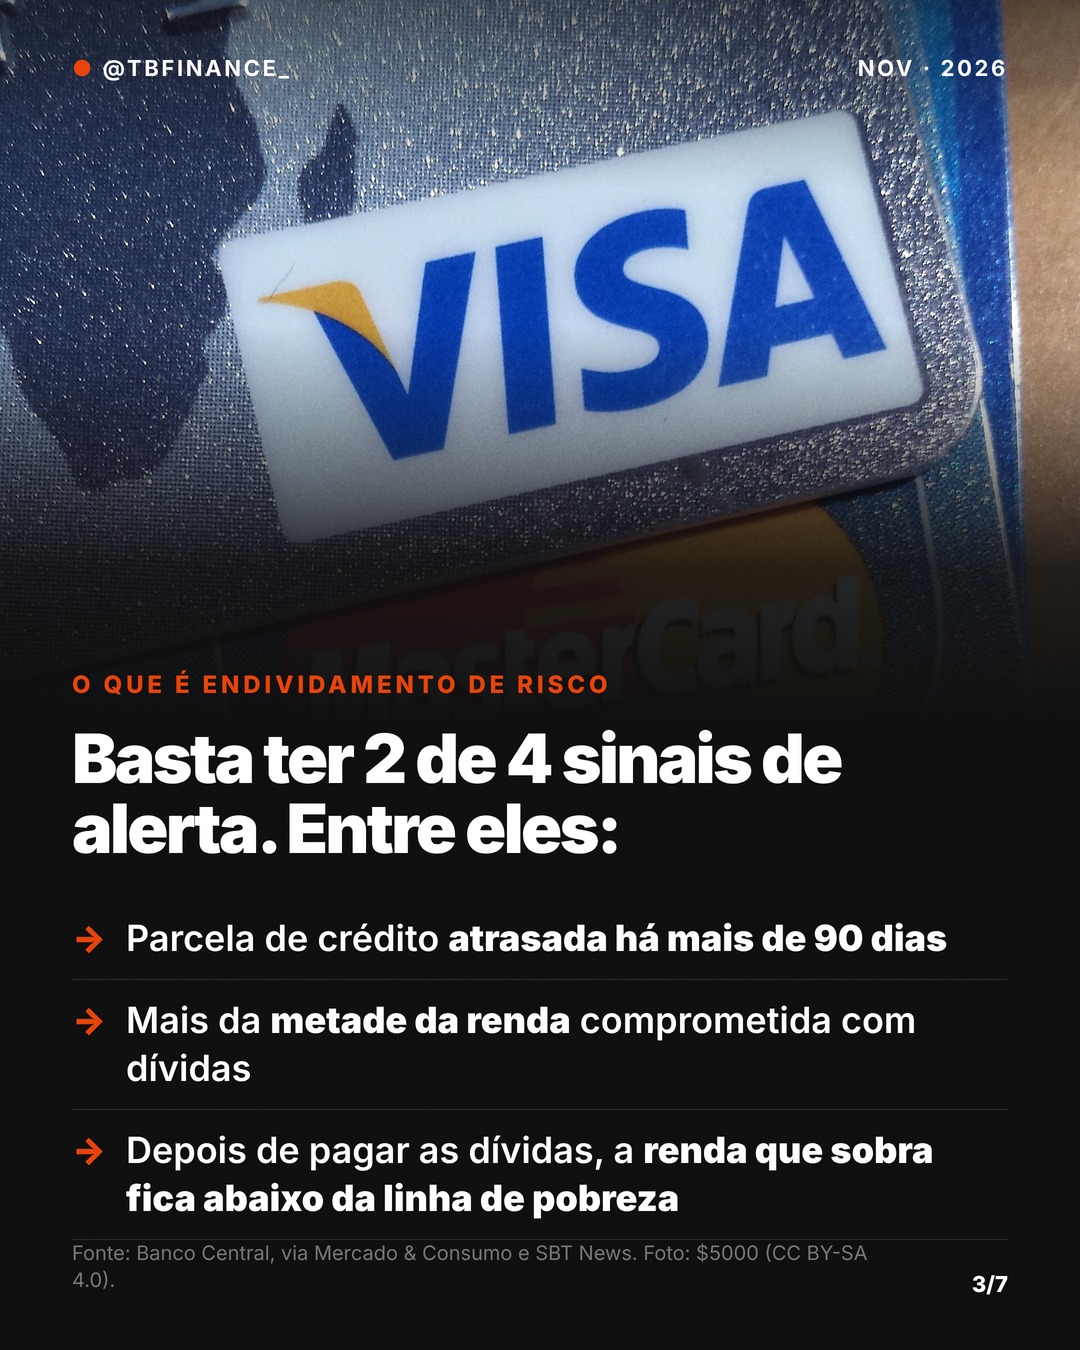 @TBFINANCE_
NOV · 2026
VISA
MasterCard
O QUE É ENDIVIDAMENTO DE RISCO
Basta ter 2 de 4 sinais de
alerta. Entre eles:
→ Parcela de crédito atrasada há mais de 90 dias
→ Mais da metade da renda comprometida com
dívidas
→ Depois de pagar as dívidas, a renda que sobra
fica abaixo da linha de pobreza
Fonte: Banco Central, via Mercado & Consumo e SBT News. Foto: $5000 (CC BY-SA
4.0).
3/7